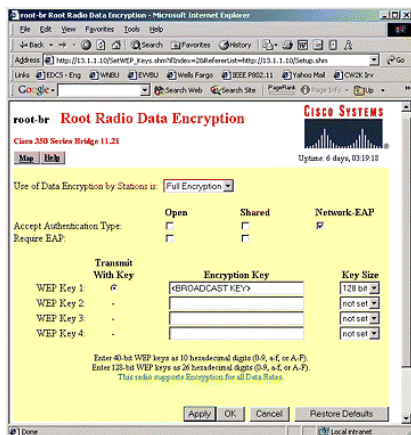 root-br Root Radio Data Encryption - Microsoft Internet Explorer
File Edit View Favorites Tools Help
Back Search Favorites History
Address http://13.1.1.10/SetWEP_Keys.shm?ifIndex=2&RefererList=http://13.1.1.10/Setup.shm Go
Links EDCS - Eng WNBU EWBU Wells Fargo IEEE P802.11 Yahoo Mail CW2K Inv
Google Search Web Search Site PageRank Page Info Up
root-br Root Radio Data Encryption
CISCO SYSTEMS
Cisco 350 Series Bridge 11.21
Map Help
Uptime: 6 days, 03:19:18
Use of Data Encryption by Stations is: Full Encryption
Open Shared Network-EAP
Accept Authentication Type:
Require EAP:
Transmit
With Key Encryption Key Key Size
WEP Key 1: <BROADCAST KEY> 128 bit
WEP Key 2: - not set
WEP Key 3: - not set
WEP Key 4: - not set
Enter 40-bit WEP keys as 10 hexadecimal digits (0-9, a-f, or A-F).
Enter 128-bit WEP keys as 26 hexadecimal digits (0-9, a-f, or A-F).
This radio supports Encryption for all Data Rates.
Apply OK Cancel Restore Defaults
Done Local intranet